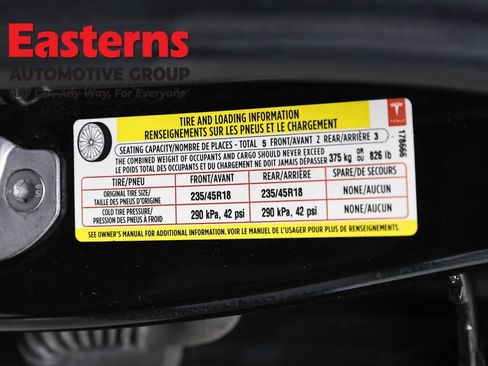 Easterns
AUTOMOTIVE GROUP
Any Car, Any Way, For Everyone
TIRE AND LOADING INFORMATION
RENSEIGNEMENTS SUR LES PNEUS ET LE CHARGEMENT
TESLA
SEATING CAPACITY/NOMBRE DE PLACES - TOTAL 5 FRONT/AVANT 2 REAR/ARRIÈRE 3
THE COMBINED WEIGHT OF OCCUPANTS AND CARGO SHOULD NEVER EXCEED
LE POIDS TOTAL DES OCCUPANTS ET DU CHARGEMENT NE DOIT JAMAIS DÉPASSER
375 kg OR OU 826 lb
178666
TIRE/PNEU FRONT/AVANT REAR/ARRIÈRE SPARE/DE SECOURS
ORIGINAL TIRE SIZE/
TAILLE DES PNEUS D'ORIGINE
235/45R18 235/45R18 NONE/AUCUN
COLD TIRE PRESSURE/
PRESSION DES PNEUS À FROID
290 kPa, 42 psi 290 kPa, 42 psi NONE/AUCUN
SEE OWNER'S MANUAL FOR ADDITIONAL INFORMATION. VOIR LE MANUEL DE L'USAGER POUR PLUS DE RENSEIGNEMENTS.